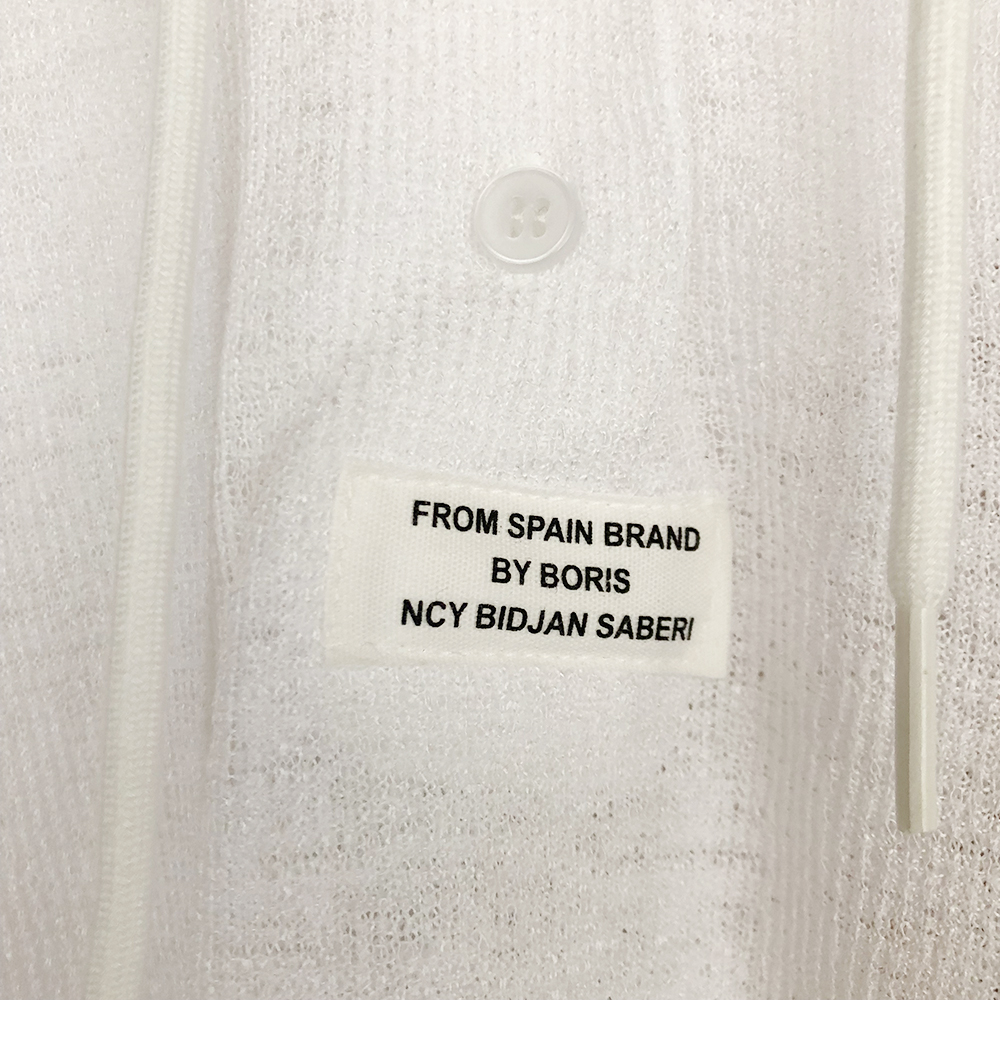 FROM SPAIN BRAND
BY BORIS
NCY BIDJAN SABERI